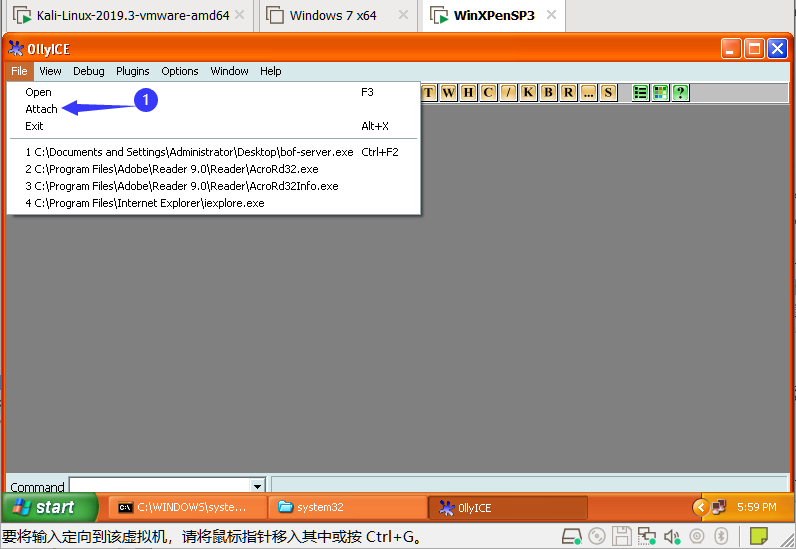 Kali-Linux-2019.3-vmware-amd64
Windows 7 x64
WinXPenSP3
OllyICE
File View Debug Plugins Options Window Help
T W H C / K B R ... S ?
Open F3
Attach 1
Exit Alt+X
1 C:\Documents and Settings\Administrator\Desktop\bof-server.exe Ctrl+F2
2 C:\Program Files\Adobe\Reader 9.0\Reader\AcroRd32.exe
3 C:\Program Files\Adobe\Reader 9.0\Reader\AcroRd32Info.exe
4 C:\Program Files\Internet Explorer\iexplore.exe
Command
start C:\WINDOWS\syste... system32 OllyICE 5:59 PM
要将输入定向到该虚拟机，请将鼠标指针移入其中或按 Ctrl+G。